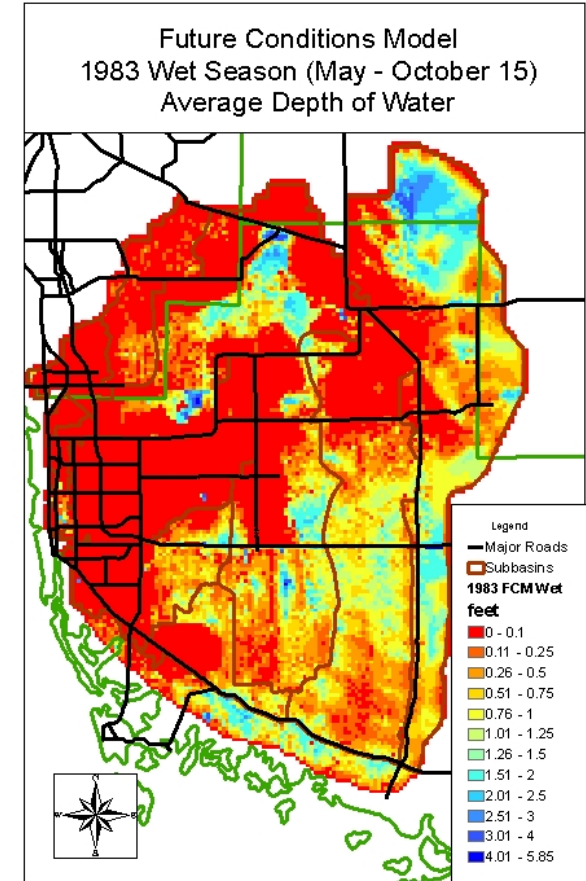 Future Conditions Model
1983 Wet Season (May - October 15)
Average Depth of Water
Legend
Major Roads
Subbasins
1983 FCM Wet
feet
0 - 0.1
0.11 - 0.25
0.26 - 0.5
0.51 - 0.75
0.76 - 1
1.01 - 1.25
1.26 - 1.5
1.51 - 2
2.01 - 2.5
2.51 - 3
3.01 - 4
4.01 - 5.85